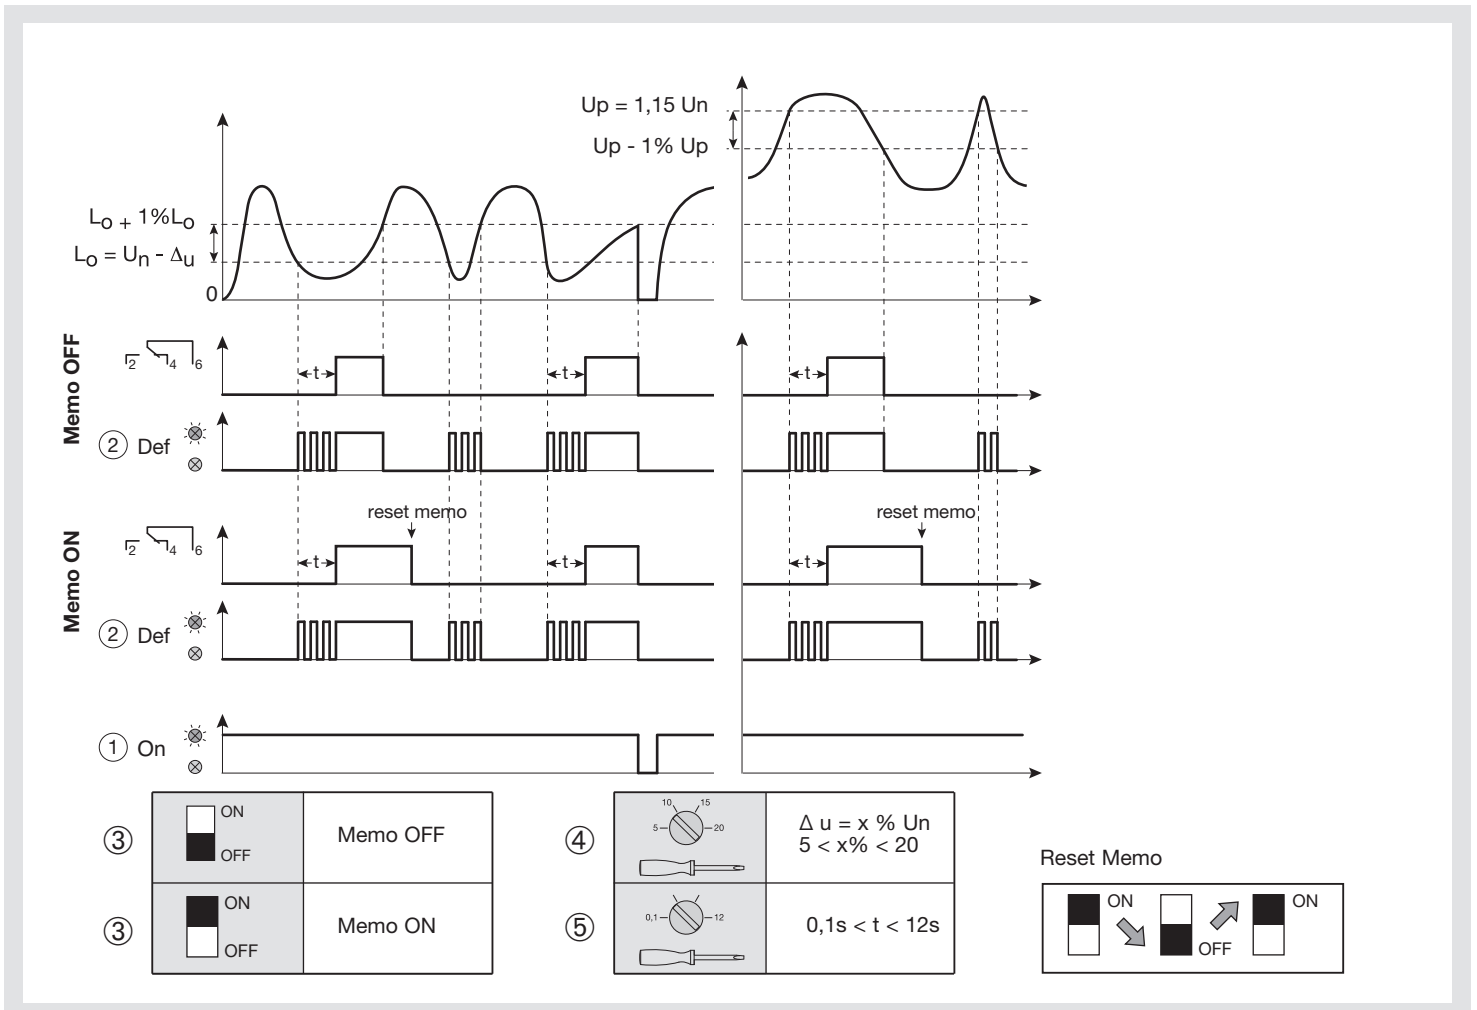 Up = 1,15 Un
Up - 1% Up
Lo + 1%Lo
Lo = Un - Δu
0
Memo OFF
2 4 6
t t t
② Def
reset memo reset memo
Memo ON
2 4 6
t t t
② Def
① On
③ ON OFF Memo OFF
③ ON OFF Memo ON
④ 5 10 15 20
Δ u = x % Un
5 < x% < 20
⑤ 0,1 12 0,1s < t < 12s
Reset Memo
ON OFF ON